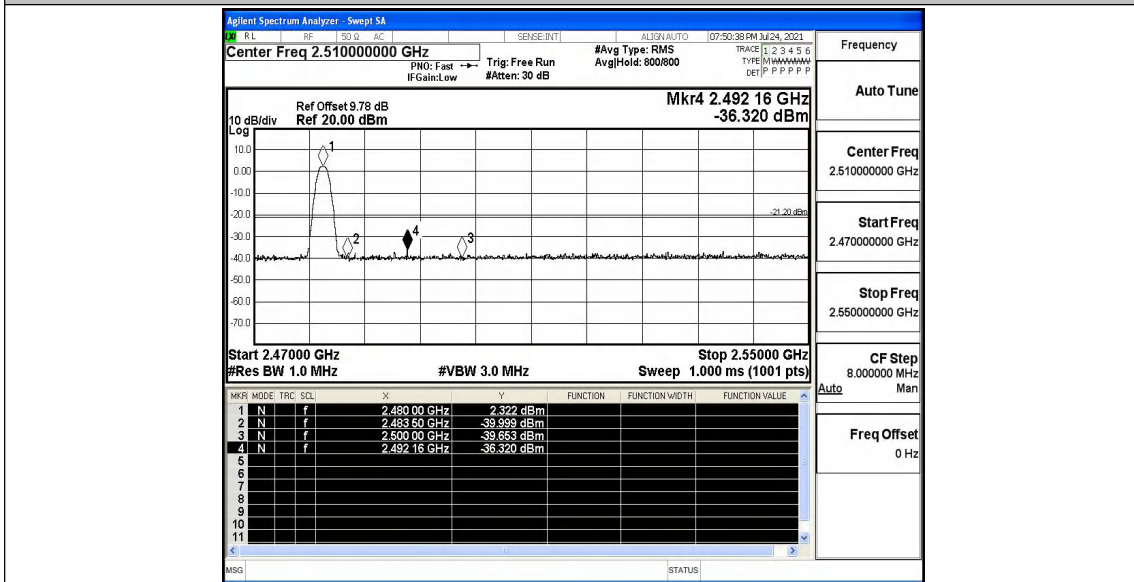 Agilent Spectrum Analyzer - Swept SA
LXI RL RF 50 Ω AC SENSE:INT ALIGN AUTO 07:50:38 PM Jul 24, 2021
Center Freq 2.510000000 GHz
PNO: Fast
IFGain:Low
Trig: Free Run
#Atten: 30 dB
#Avg Type: RMS
Avg|Hold: 800/800
TRACE 1 2 3 4 5 6
TYPE MWWWWW
DET P P P P P P
Ref Offset 9.78 dB
10 dB/div Ref 20.00 dBm
Log
Mkr4 2.492 16 GHz
-36.320 dBm
10.0
0.00
-10.0
-20.0
-30.0
-40.0
-50.0
-60.0
-70.0
1
2
4
3
-21.20 dBm
Start 2.47000 GHz Stop 2.55000 GHz
#Res BW 1.0 MHz #VBW 3.0 MHz Sweep 1.000 ms (1001 pts)
MKR MODE TRC SCL X Y FUNCTION FUNCTION WIDTH FUNCTION VALUE
1 N f 2.480 00 GHz 2.322 dBm
2 N f 2.483 50 GHz -39.999 dBm
3 N f 2.500 00 GHz -39.653 dBm
4 N f 2.492 16 GHz -36.320 dBm
5
6
7
8
9
10
11
MSG STATUS
Frequency
Auto Tune
Center Freq
2.510000000 GHz
Start Freq
2.470000000 GHz
Stop Freq
2.550000000 GHz
CF Step
8.000000 MHz
Auto Man
Freq Offset
0 Hz